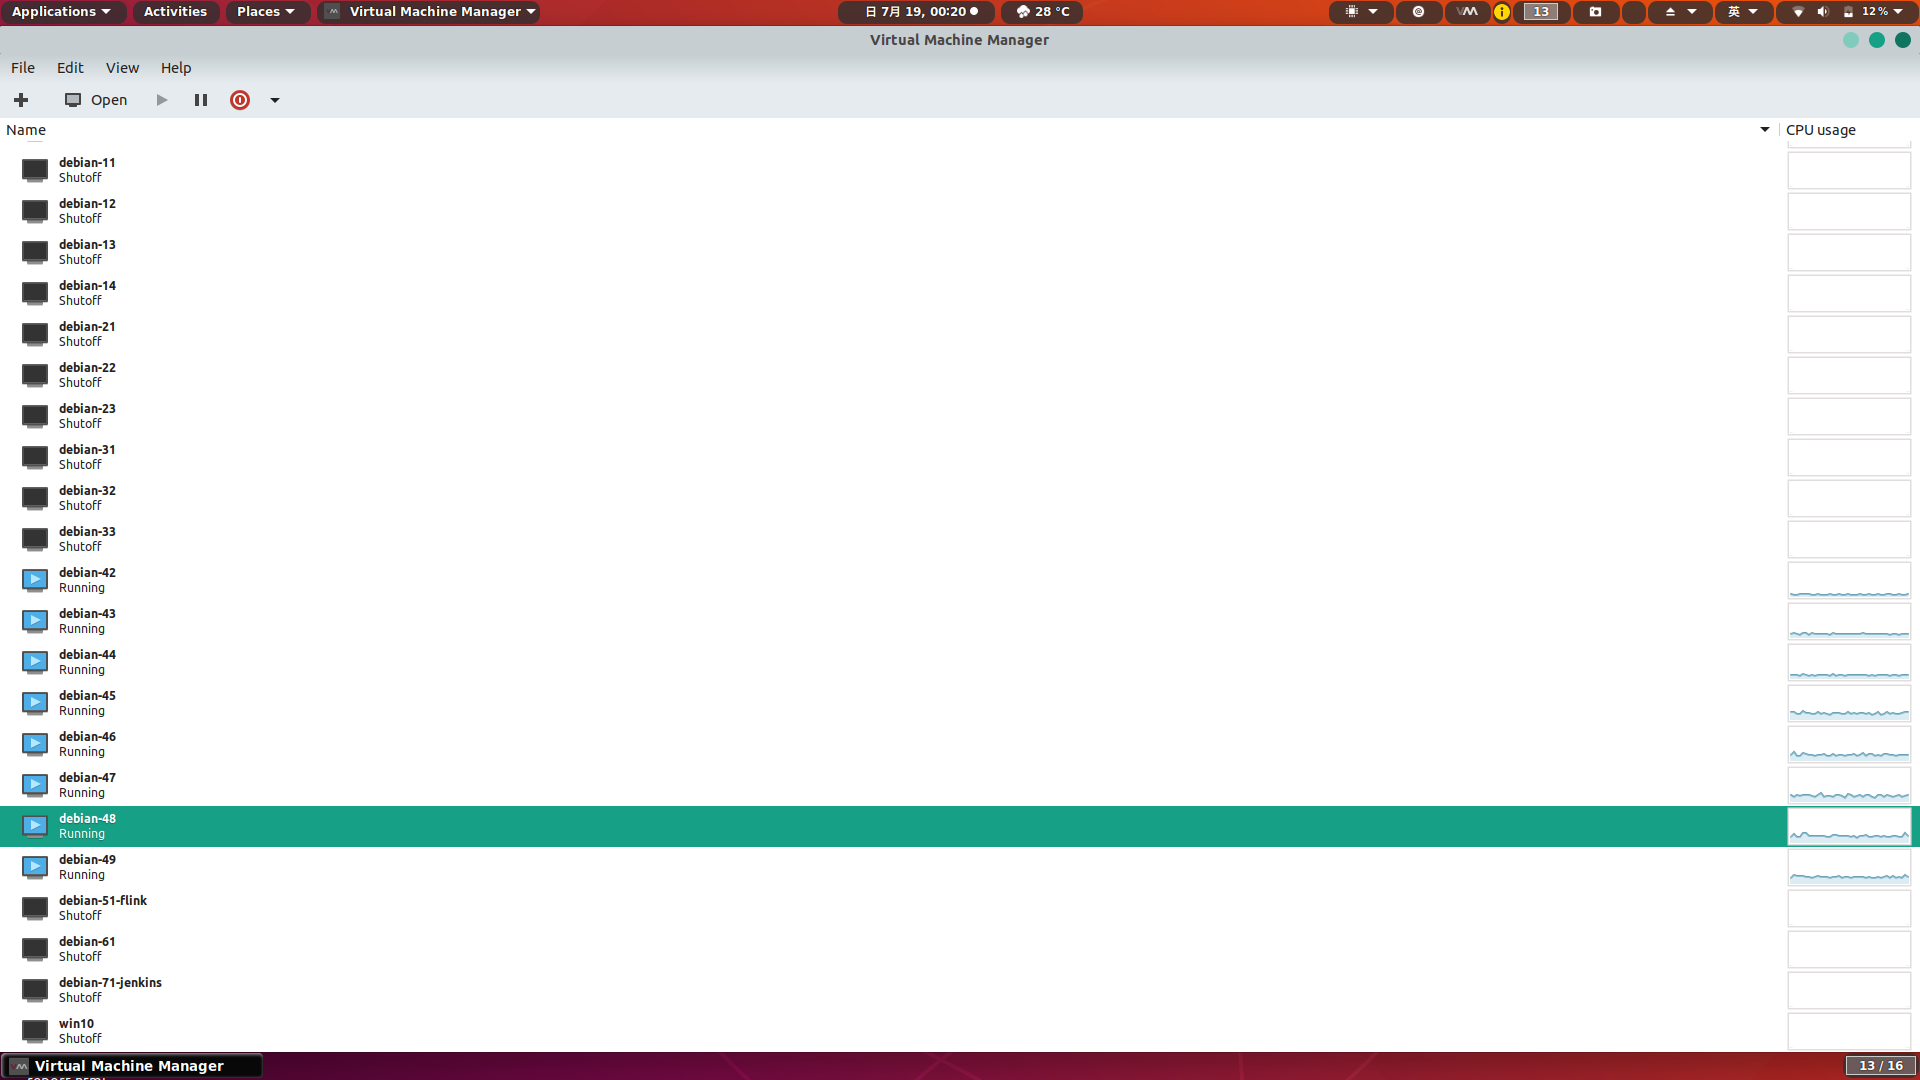 Applications Activities Places Virtual Machine Manager 日 7月 19, 00:20 28 °C 13 英 12 %
Virtual Machine Manager
File Edit View Help
Open
Name CPU usage
debian-11
Shutoff
debian-12
Shutoff
debian-13
Shutoff
debian-14
Shutoff
debian-21
Shutoff
debian-22
Shutoff
debian-23
Shutoff
debian-31
Shutoff
debian-32
Shutoff
debian-33
Shutoff
debian-42
Running
debian-43
Running
debian-44
Running
debian-45
Running
debian-46
Running
debian-47
Running
debian-48
Running
debian-49
Running
debian-51-flink
Shutoff
debian-61
Shutoff
debian-71-jenkins
Shutoff
win10
Shutoff
Virtual Machine Manager 13 / 16